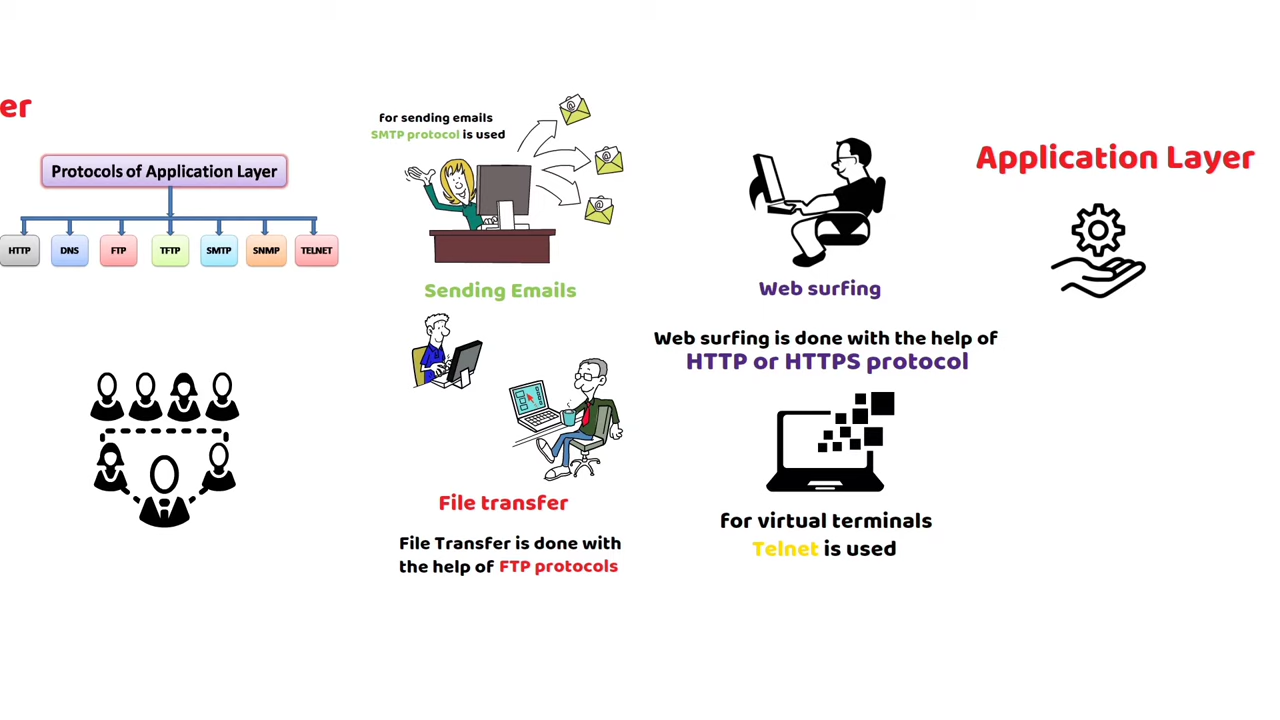 er
Protocols of Application Layer
HTTP
DNS
FTP
TFTP
SMTP
SNMP
TELNET
for sending emails
SMTP protocol is used
Sending Emails
File transfer
File Transfer is done with
the help of FTP protocols
Web surfing
Web surfing is done with the help of
HTTP or HTTPS protocol
for virtual terminals
Telnet is used
Application Layer